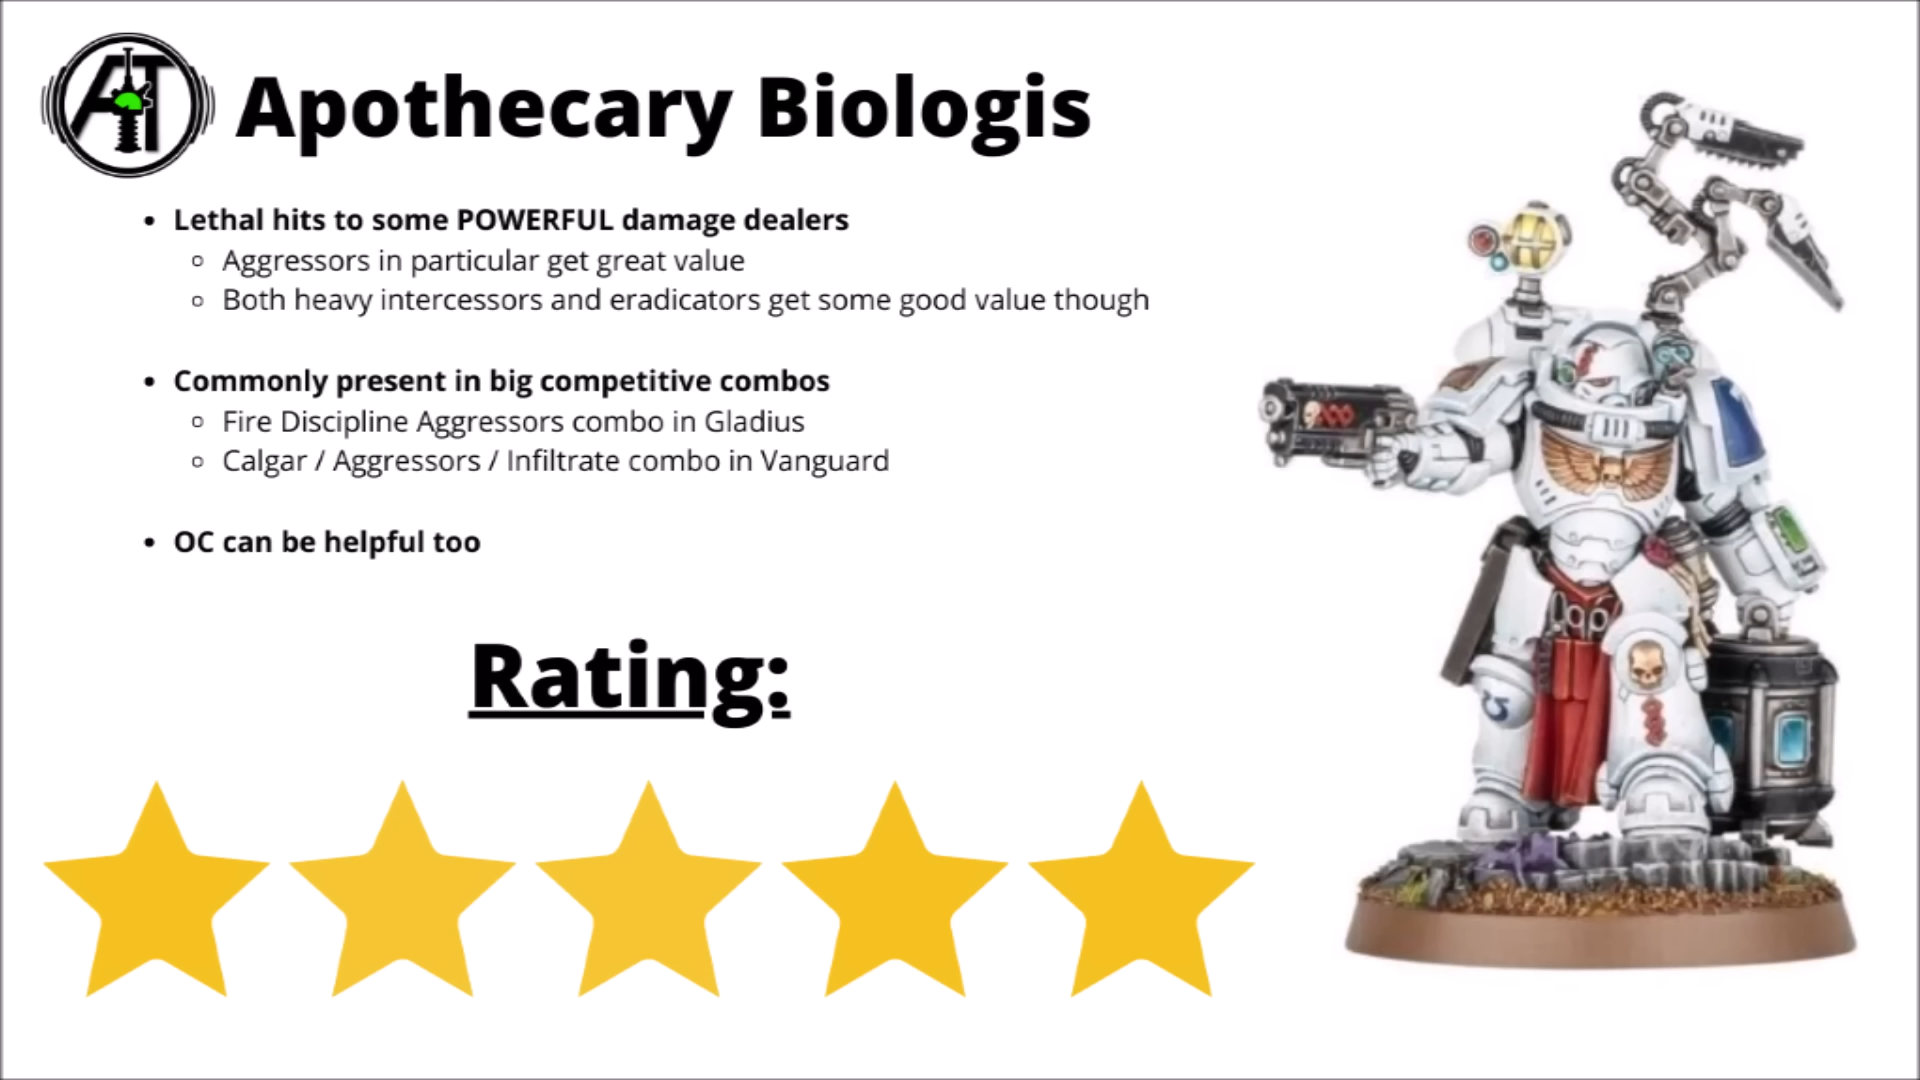 AT
Apothecary Biologis
• Lethal hits to some POWERFUL damage dealers
◦ Aggressors in particular get great value
◦ Both heavy intercessors and eradicators get some good value though
• Commonly present in big competitive combos
◦ Fire Discipline Aggressors combo in Gladius
◦ Calgar / Aggressors / Infiltrate combo in Vanguard
• OC can be helpful too
Rating: